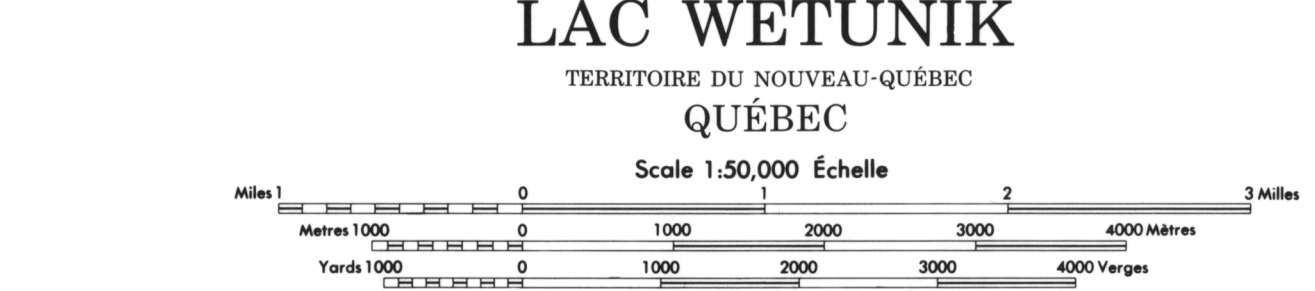 LAC WETUNIK
TERRITOIRE DU NOUVEAU-QUÉBEC
QUÉBEC
Scale 1:50,000 Échelle
Miles 1 0 1 2 3 Milles
Metres 1000 0 1000 2000 3000 4000 Mètres
Yards 1000 0 1000 2000 3000 4000 Verges